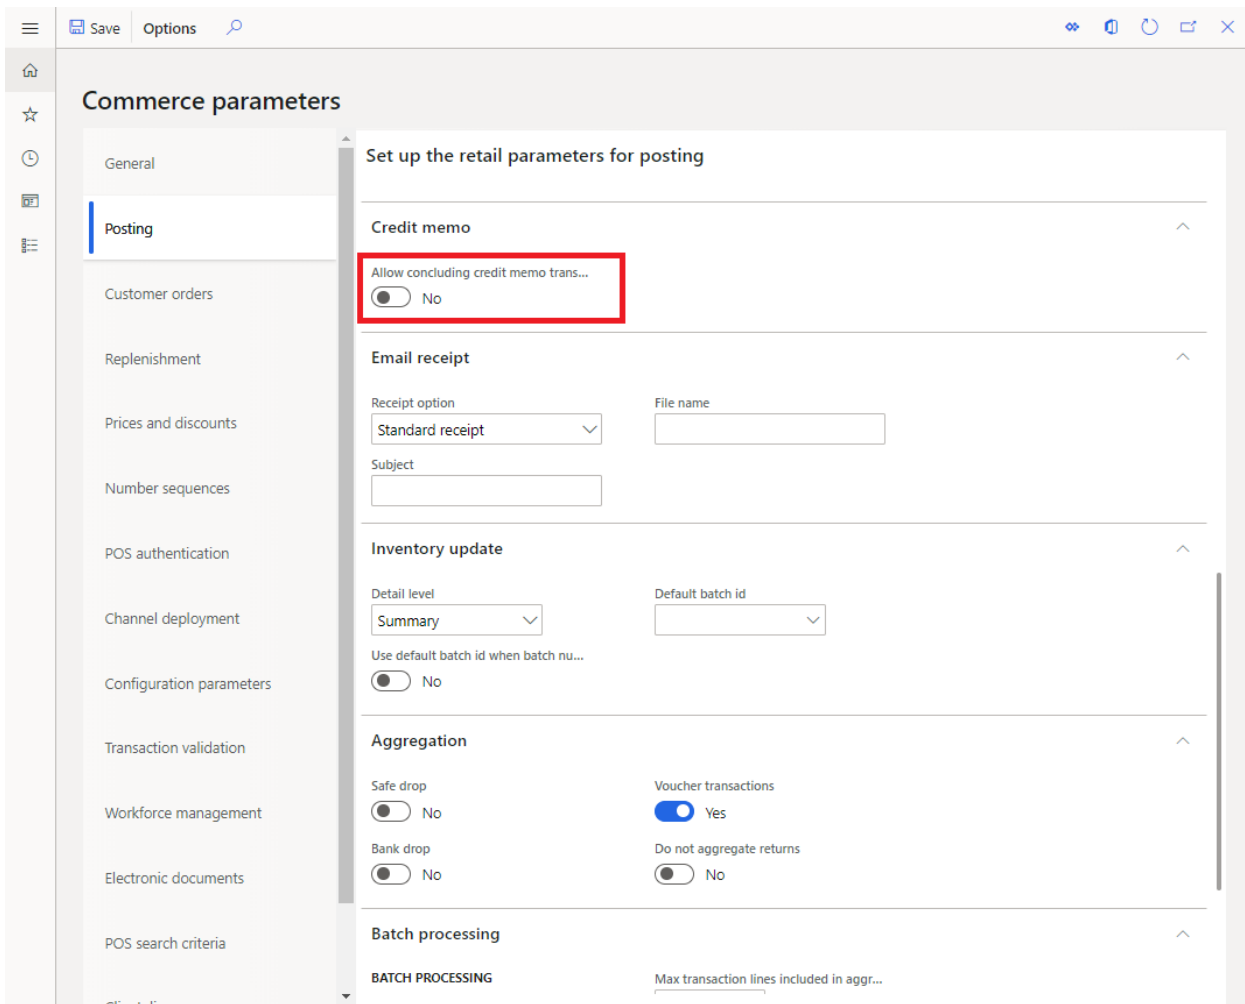 Save Options
Commerce parameters
General
Posting
Customer orders
Replenishment
Prices and discounts
Number sequences
POS authentication
Channel deployment
Configuration parameters
Transaction validation
Workforce management
Electronic documents
POS search criteria
Set up the retail parameters for posting
Credit memo
Allow concluding credit memo trans...
No
Email receipt
Receipt option File name
Standard receipt
Subject
Inventory update
Detail level Default batch id
Summary
Use default batch id when batch nu...
No
Aggregation
Safe drop Voucher transactions
No Yes
Bank drop Do not aggregate returns
No No
Batch processing
BATCH PROCESSING Max transaction lines included in aggr...